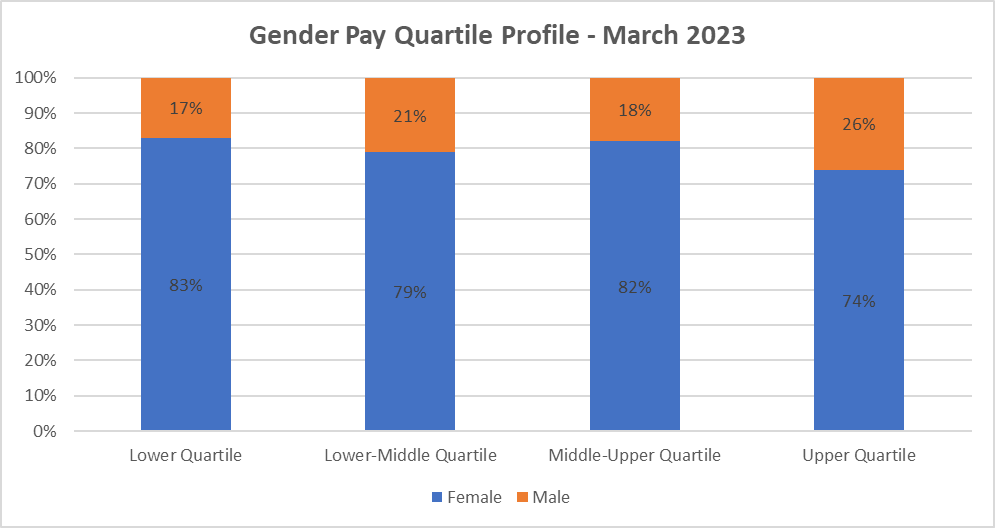 Gender Pay Quartile Profile - March 2023
100%
90%
80%
70%
60%
50%
40%
30%
20%
10%
0%
17%
21%
18%
26%
83%
79%
82%
74%
Lower Quartile
Lower-Middle Quartile
Middle-Upper Quartile
Upper Quartile
Female
Male